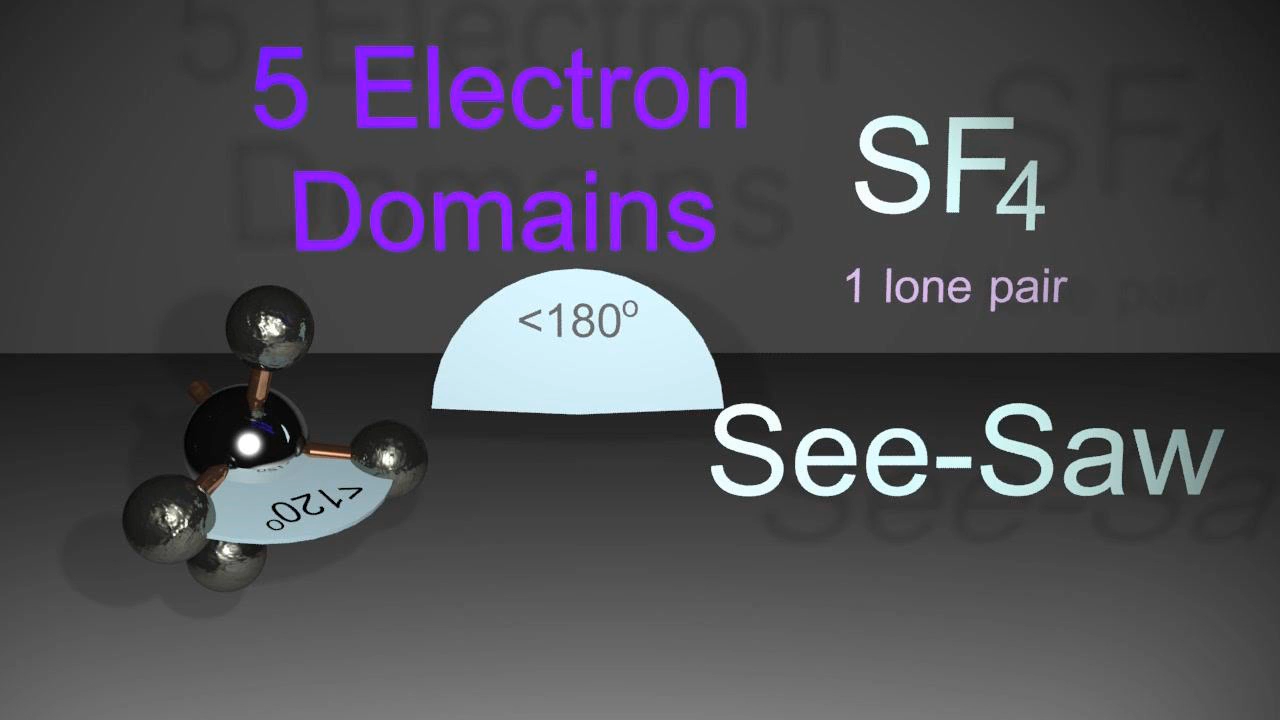 5 Electron
Domains
SF₄
1 lone pair
<180º
See-Saw
<120º